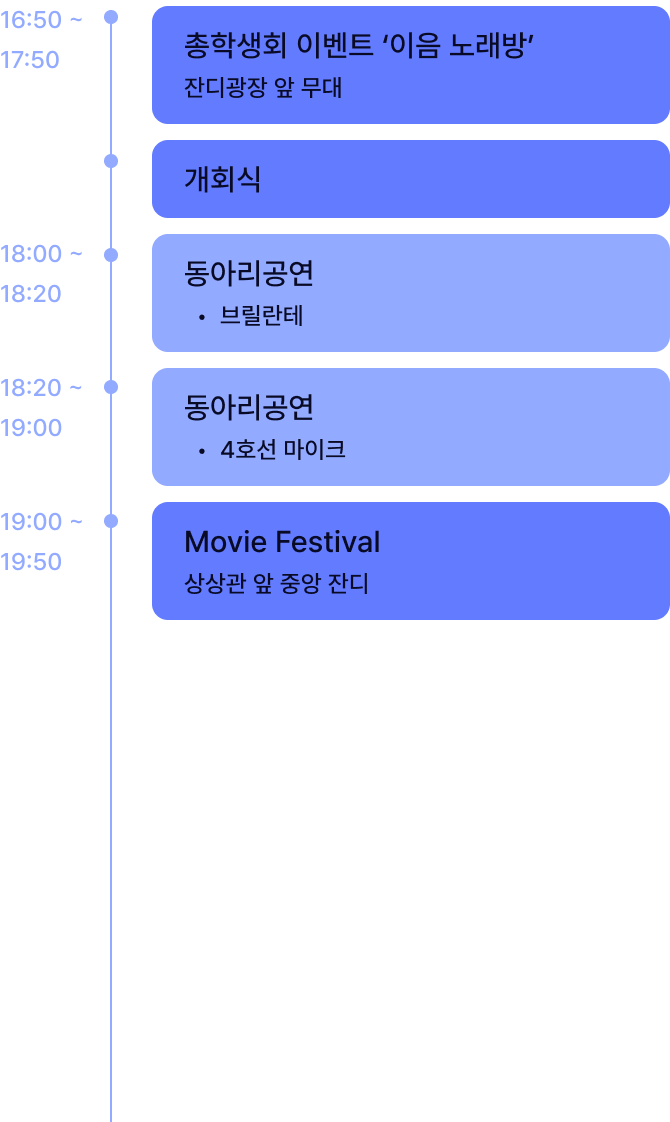 16:50 ~
17:50
총학생회 이벤트 ‘이음 노래방’
잔디광장 앞 무대
개회식
18:00 ~
18:20
동아리공연
• 브릴란테
18:20 ~
19:00
동아리공연
• 4호선 마이크
19:00 ~
19:50
Movie Festival
상상관 앞 중앙 잔디